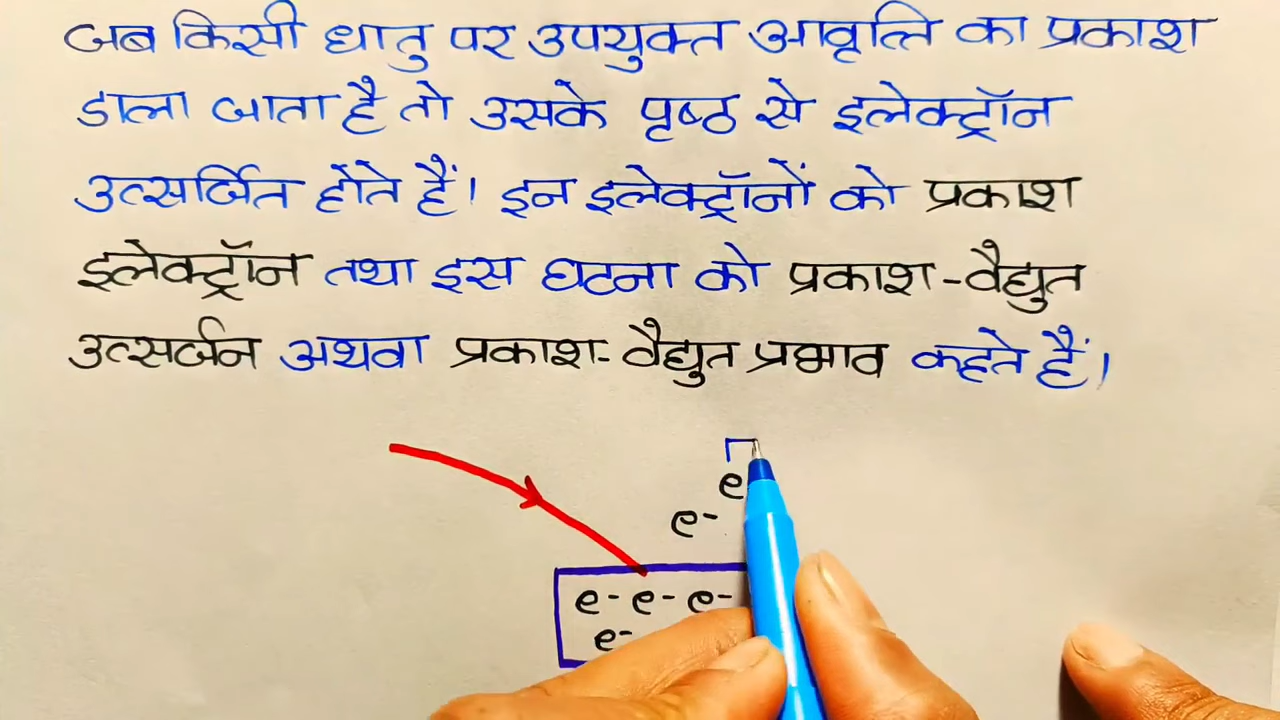 जब किसी धातु पर उपयुक्त आवृत्ति का प्रकाश
डाला जाता है तो उसके पृष्ठ से इलेक्ट्रॉन
उत्सर्जित होते हैं। इन इलेक्ट्रॉनों को प्रकाश
इलेक्ट्रॉन तथा इस घटना को प्रकाश-वैद्युत
उत्सर्जन अथवा प्रकाश-वैद्युत प्रभाव कहते हैं।
e
e-
e- e- e-
e-